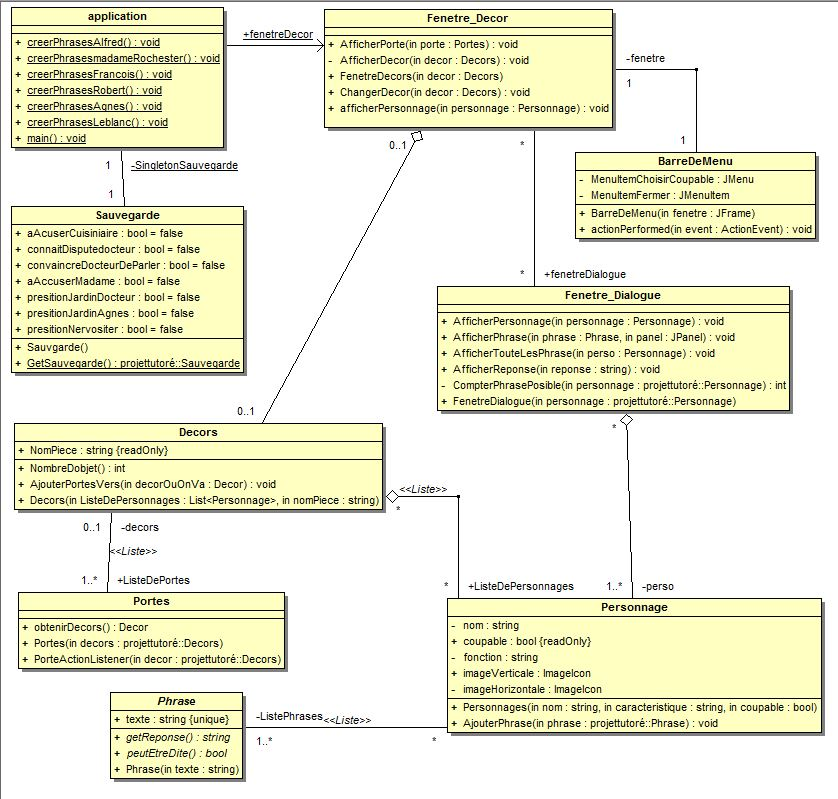 application
+ creerPhrasesAlfred() : void
+ creerPhrasesmadameRochester() : void
+ creerPhrasesFrancois() : void
+ creerPhrasesRobert() : void
+ creerPhrasesAgnes() : void
+ creerPhrasesLeblanc() : void
+ main() : void
+fenetreDecor
Fenetre_Decor
+ AfficherPorte(in porte : Portes) : void
- AfficherDecor(in decor : Decors) : void
+ FenetreDecors(in decor : Decors)
+ ChangerDecor(in decor : Decors) : void
+ afficherPersonnage(in personnage : Personnage) : void
-fenetre
1
1
BarreDeMenu
- MenuItemChoisirCoupable : JMenu
- MenuItemFermer : JMenuItem
+ BarreDeMenu(in fenetre : JFrame)
+ actionPerformed(in event : ActionEvent) : void
1
-SingletonSauvegarde
1
Sauvegarde
+ aAcuserCuisiniaire : bool = false
+ connaitDisputedocteur : bool = false
+ convaincreDocteurDeParler : bool = false
+ aAccuserMadame : bool = false
+ presitionJardinDocteur : bool = false
+ presitionJardinAgnes : bool = false
+ presitionNervositer : bool = false
+ Sauvgarde()
+ GetSauvegarde() : projettutoré::Sauvegarde
0..1
0..1
*
*
+fenetreDialogue
Fenetre_Dialogue
+ AfficherPersonnage(in personnage : Personnage) : void
+ AfficherPhrase(in phrase : Phrase, in panel : JPanel) : void
+ AfficherTouteLesPhrase(in perso : Personnage) : void
+ AfficherReponse(in reponse : string) : void
- CompterPhrasePosible(in personnage : projettutoré::Personnage) : int
+ FenetreDialogue(in personnage : projettutoré::Personnage)
Decors
+ NomPiece : string {readOnly}
+ NombreDobjet() : int
+ AjouterPortesVers(in decorOuOnVa : Decor) : void
+ Decors(in ListeDePersonnages : List<Personnage>, in nomPiece : string)
<<Liste>>
*
*
+ListeDePersonnages
*
1..*
-perso
0..1
-decors
<<Liste>>
1..*
+ListeDePortes
Portes
+ obtenirDecors() : Decor
+ Portes(in decors : projettutoré::Decors)
+ PorteActionListener(in decor : projettutoré::Decors)
Personnage
- nom : string
+ coupable : bool {readOnly}
- fonction : string
+ imageVerticale : ImageIcon
- imageHorizontale : ImageIcon
+ Personnages(in nom : string, in caracteristique : string, in coupable : bool)
+ AjouterPhrase(in phrase : projettutoré::Phrase) : void
Phrase
+ texte : string {unique}
+ getReponse() : string
+ peutEtreDite() : bool
+ Phrase(in texte : string)
-ListePhrases
<<Liste>>
1..*
*